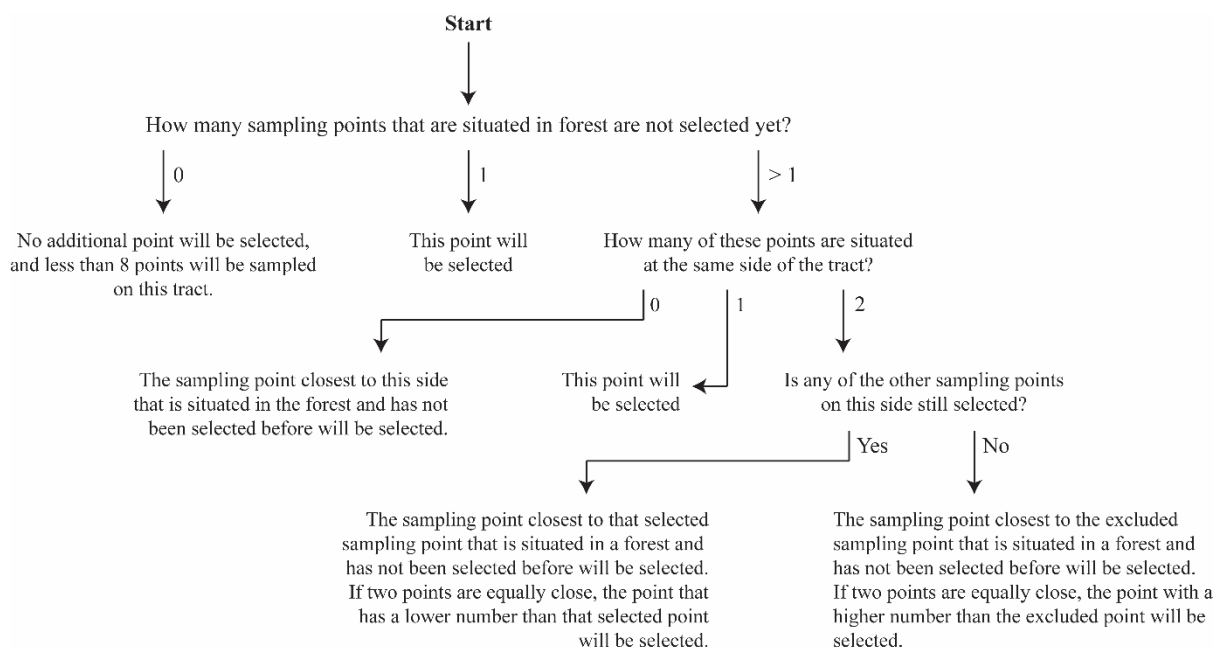 Start
How many sampling points that are situated in forest are not selected yet?
0
1
> 1
No additional point will be selected,
and less than 8 points will be sampled
on this tract.
This point will
be selected
How many of these points are situated
at the same side of the tract?
0
1
2
The sampling point closest to this side
that is situated in the forest and has not
been selected before will be selected.
This point will
be selected
Is any of the other sampling points
on this side still selected?
Yes
No
The sampling point closest to that selected
sampling point that is situated in a forest and
has not been selected before will be selected.
If two points are equally close, the point that
has a lower number than that selected point
will be selected.
The sampling point closest to the excluded
sampling point that is situated in a forest and
has not been selected before will be selected.
If two points are equally close, the point with a
higher number than the excluded point will be
selected.